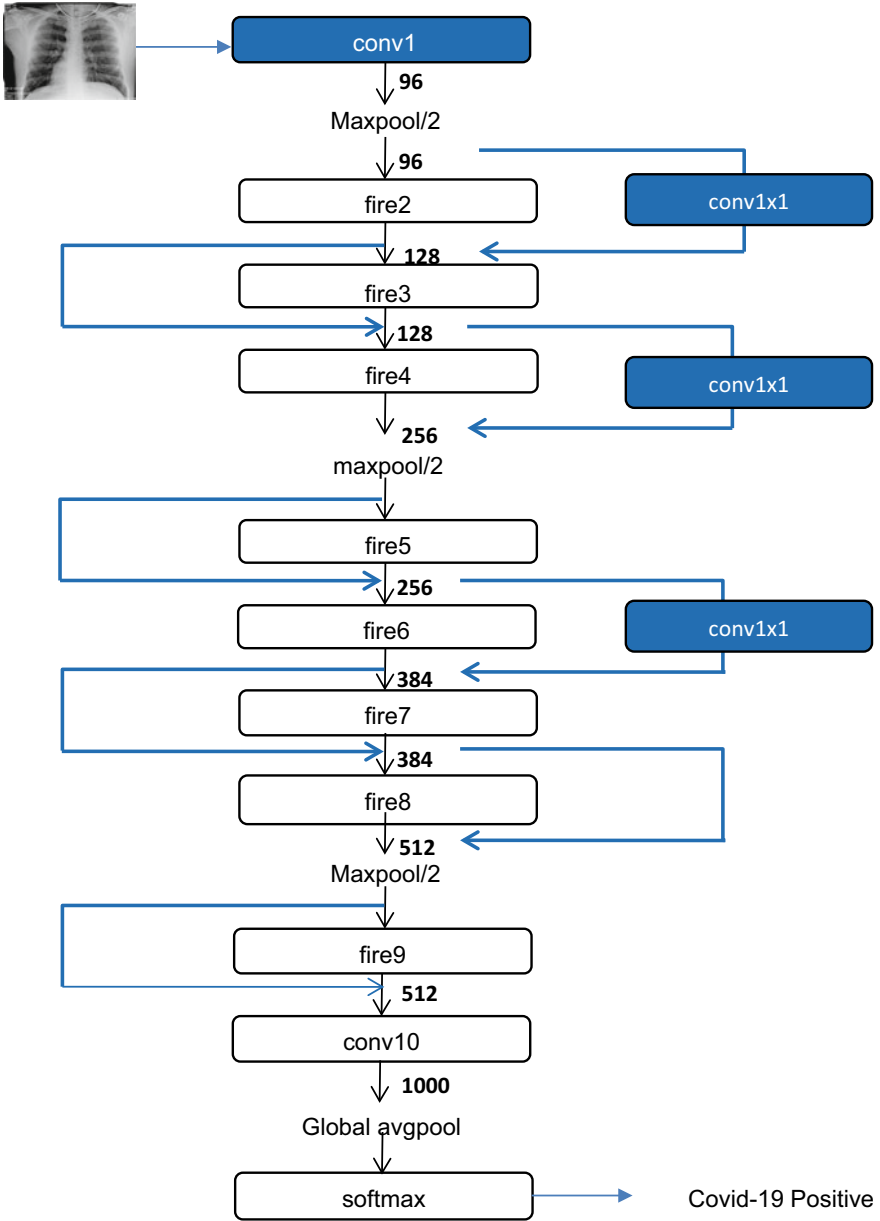 conv1
96
Maxpool/2
96
fire2
conv1x1
128
fire3
128
fire4
conv1x1
256
maxpool/2
fire5
256
fire6
conv1x1
384
fire7
384
fire8
512
Maxpool/2
fire9
512
conv10
1000
Global avgpool
softmax
Covid-19 Positive